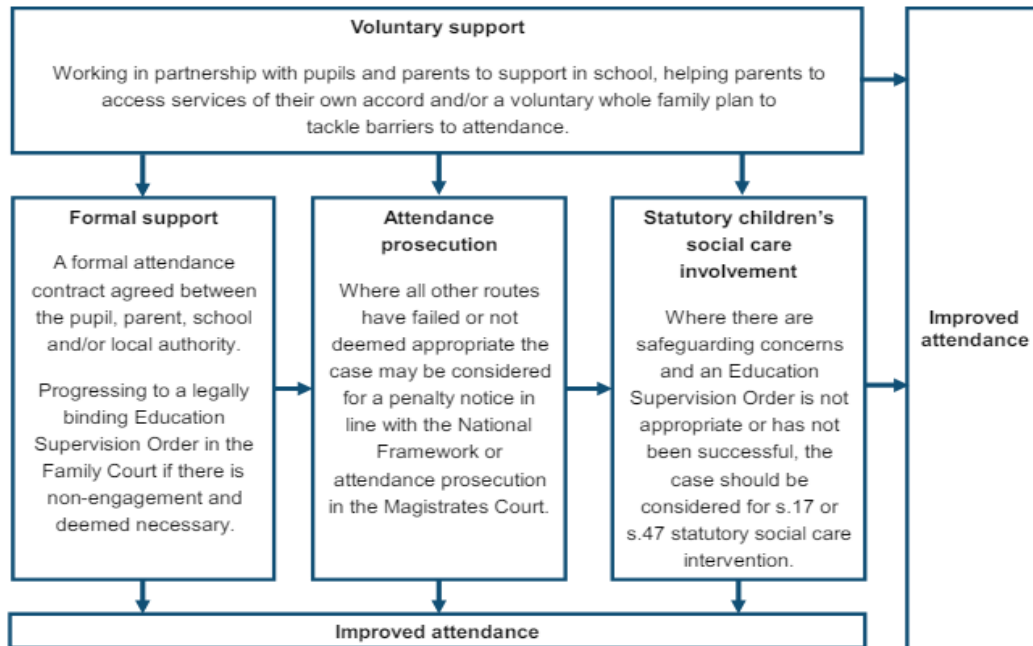 Voluntary support
Working in partnership with pupils and parents to support in school, helping parents to
access services of their own accord and/or a voluntary whole family plan to
tackle barriers to attendance.
Formal support
A formal attendance
contract agreed between
the pupil, parent, school
and/or local authority.
Progressing to a legally
binding Education
Supervision Order in the
Family Court if there is
non-engagement and
deemed necessary.
Attendance
prosecution
Where all other routes
have failed or not
deemed appropriate the
case may be considered
for a penalty notice in
line with the National
Framework or
attendance prosecution
in the Magistrates Court.
Statutory children's
social care
involvement
Where there are
safeguarding concerns
and an Education
Supervision Order is not
appropriate or has not
been successful, the
case should be
considered for s.17 or
s.47 statutory social care
intervention.
Improved
attendance
Improved attendance